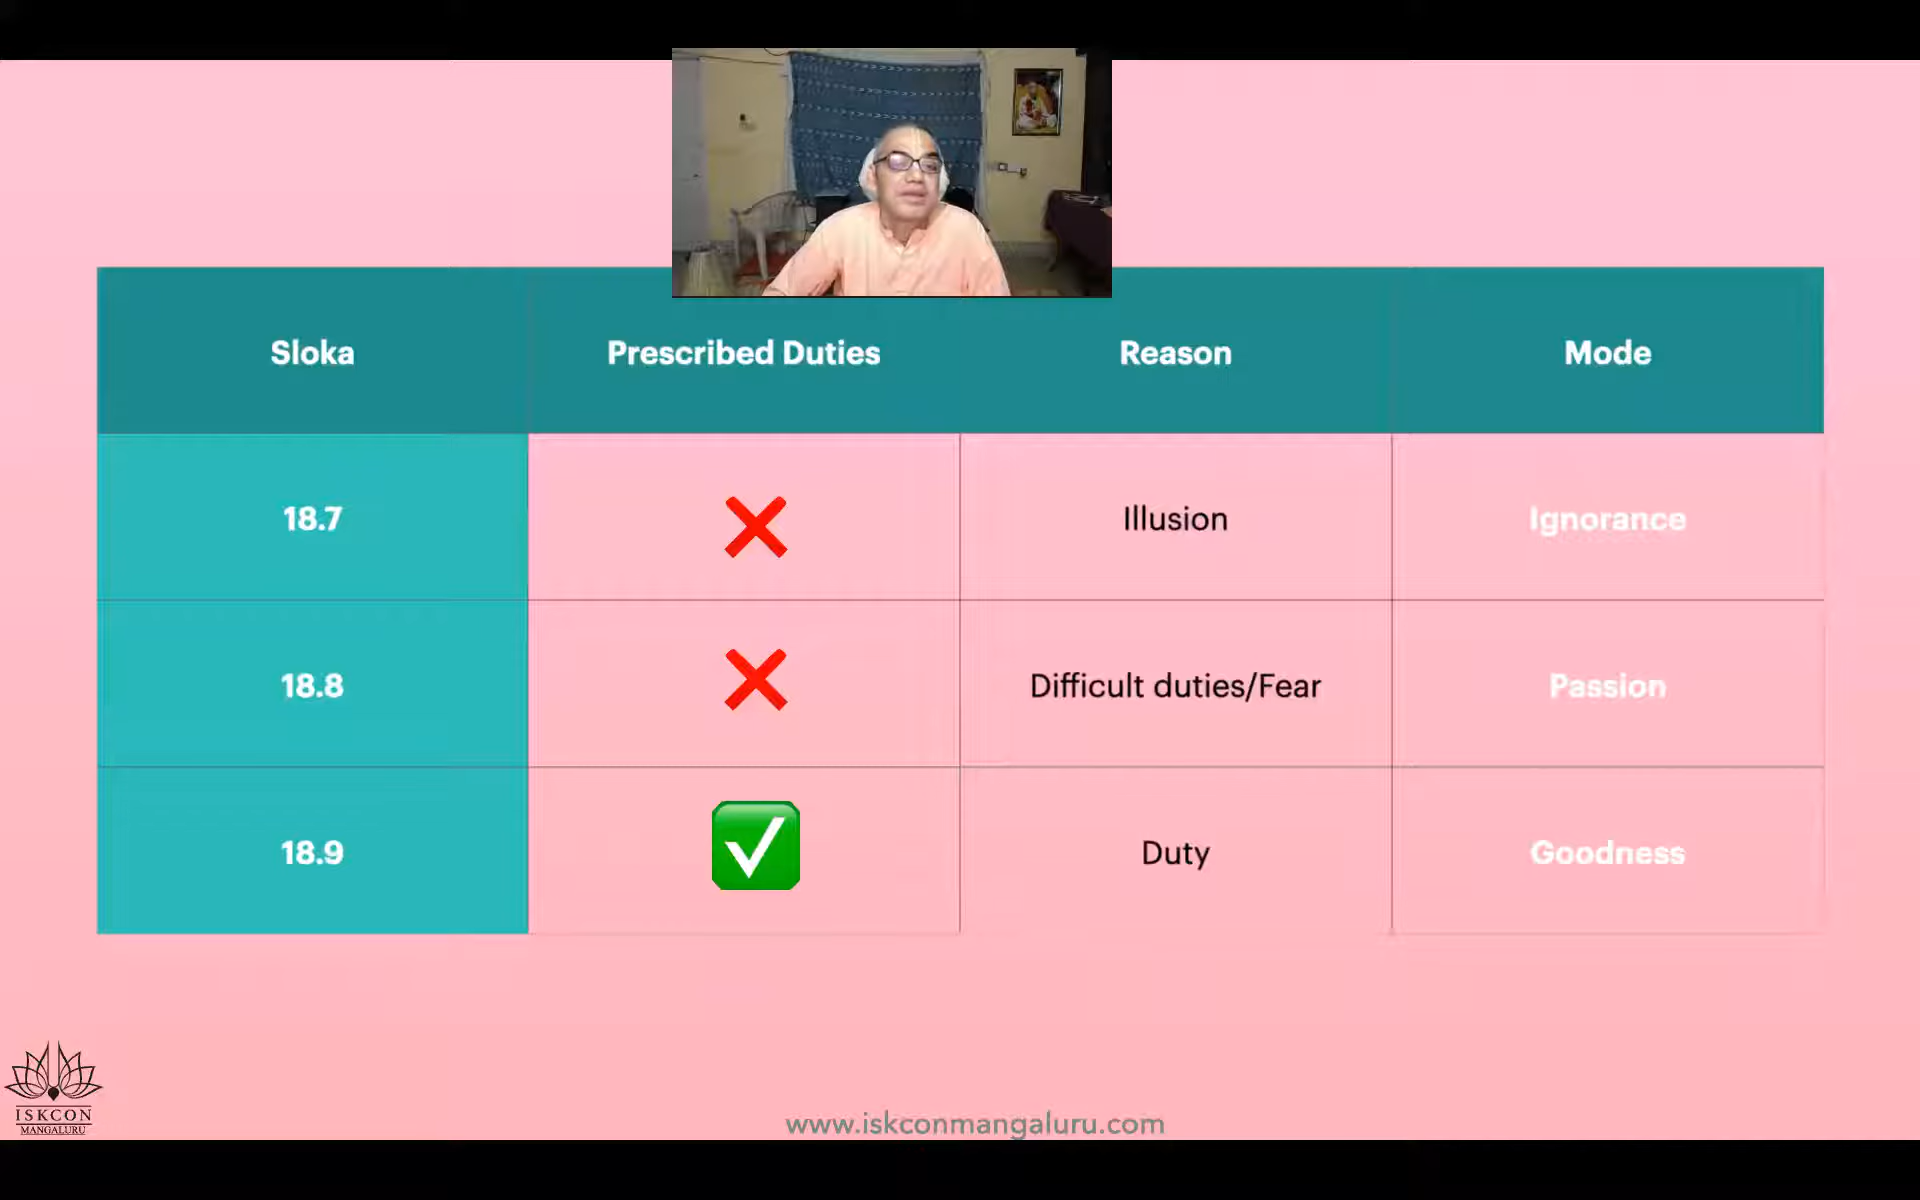 Sloka Prescribed Duties Reason Mode
18.7 Illusion Ignorance
18.8 Difficult duties/Fear Passion
18.9 Duty Goodness
ISKCON
MANGALURU
www.iskconmangaluru.com